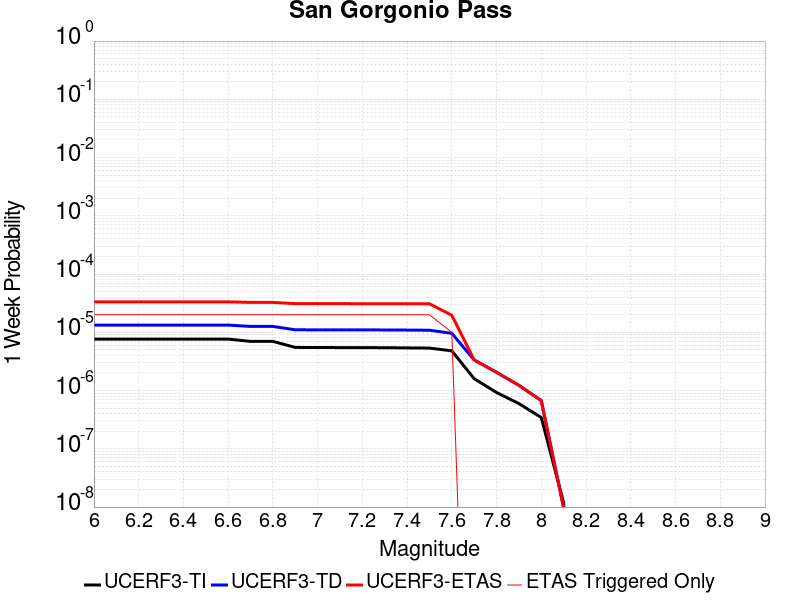 San Gorgonio Pass
1 Week Probability
10^0
10^-1
10^-2
10^-3
10^-4
10^-5
10^-6
10^-7
10^-8
6 6.2 6.4 6.6 6.8 7 7.2 7.4 7.6 7.8 8 8.2 8.4 8.6 8.8 9
Magnitude
UCERF3-TI UCERF3-TD UCERF3-ETAS ETAS Triggered Only